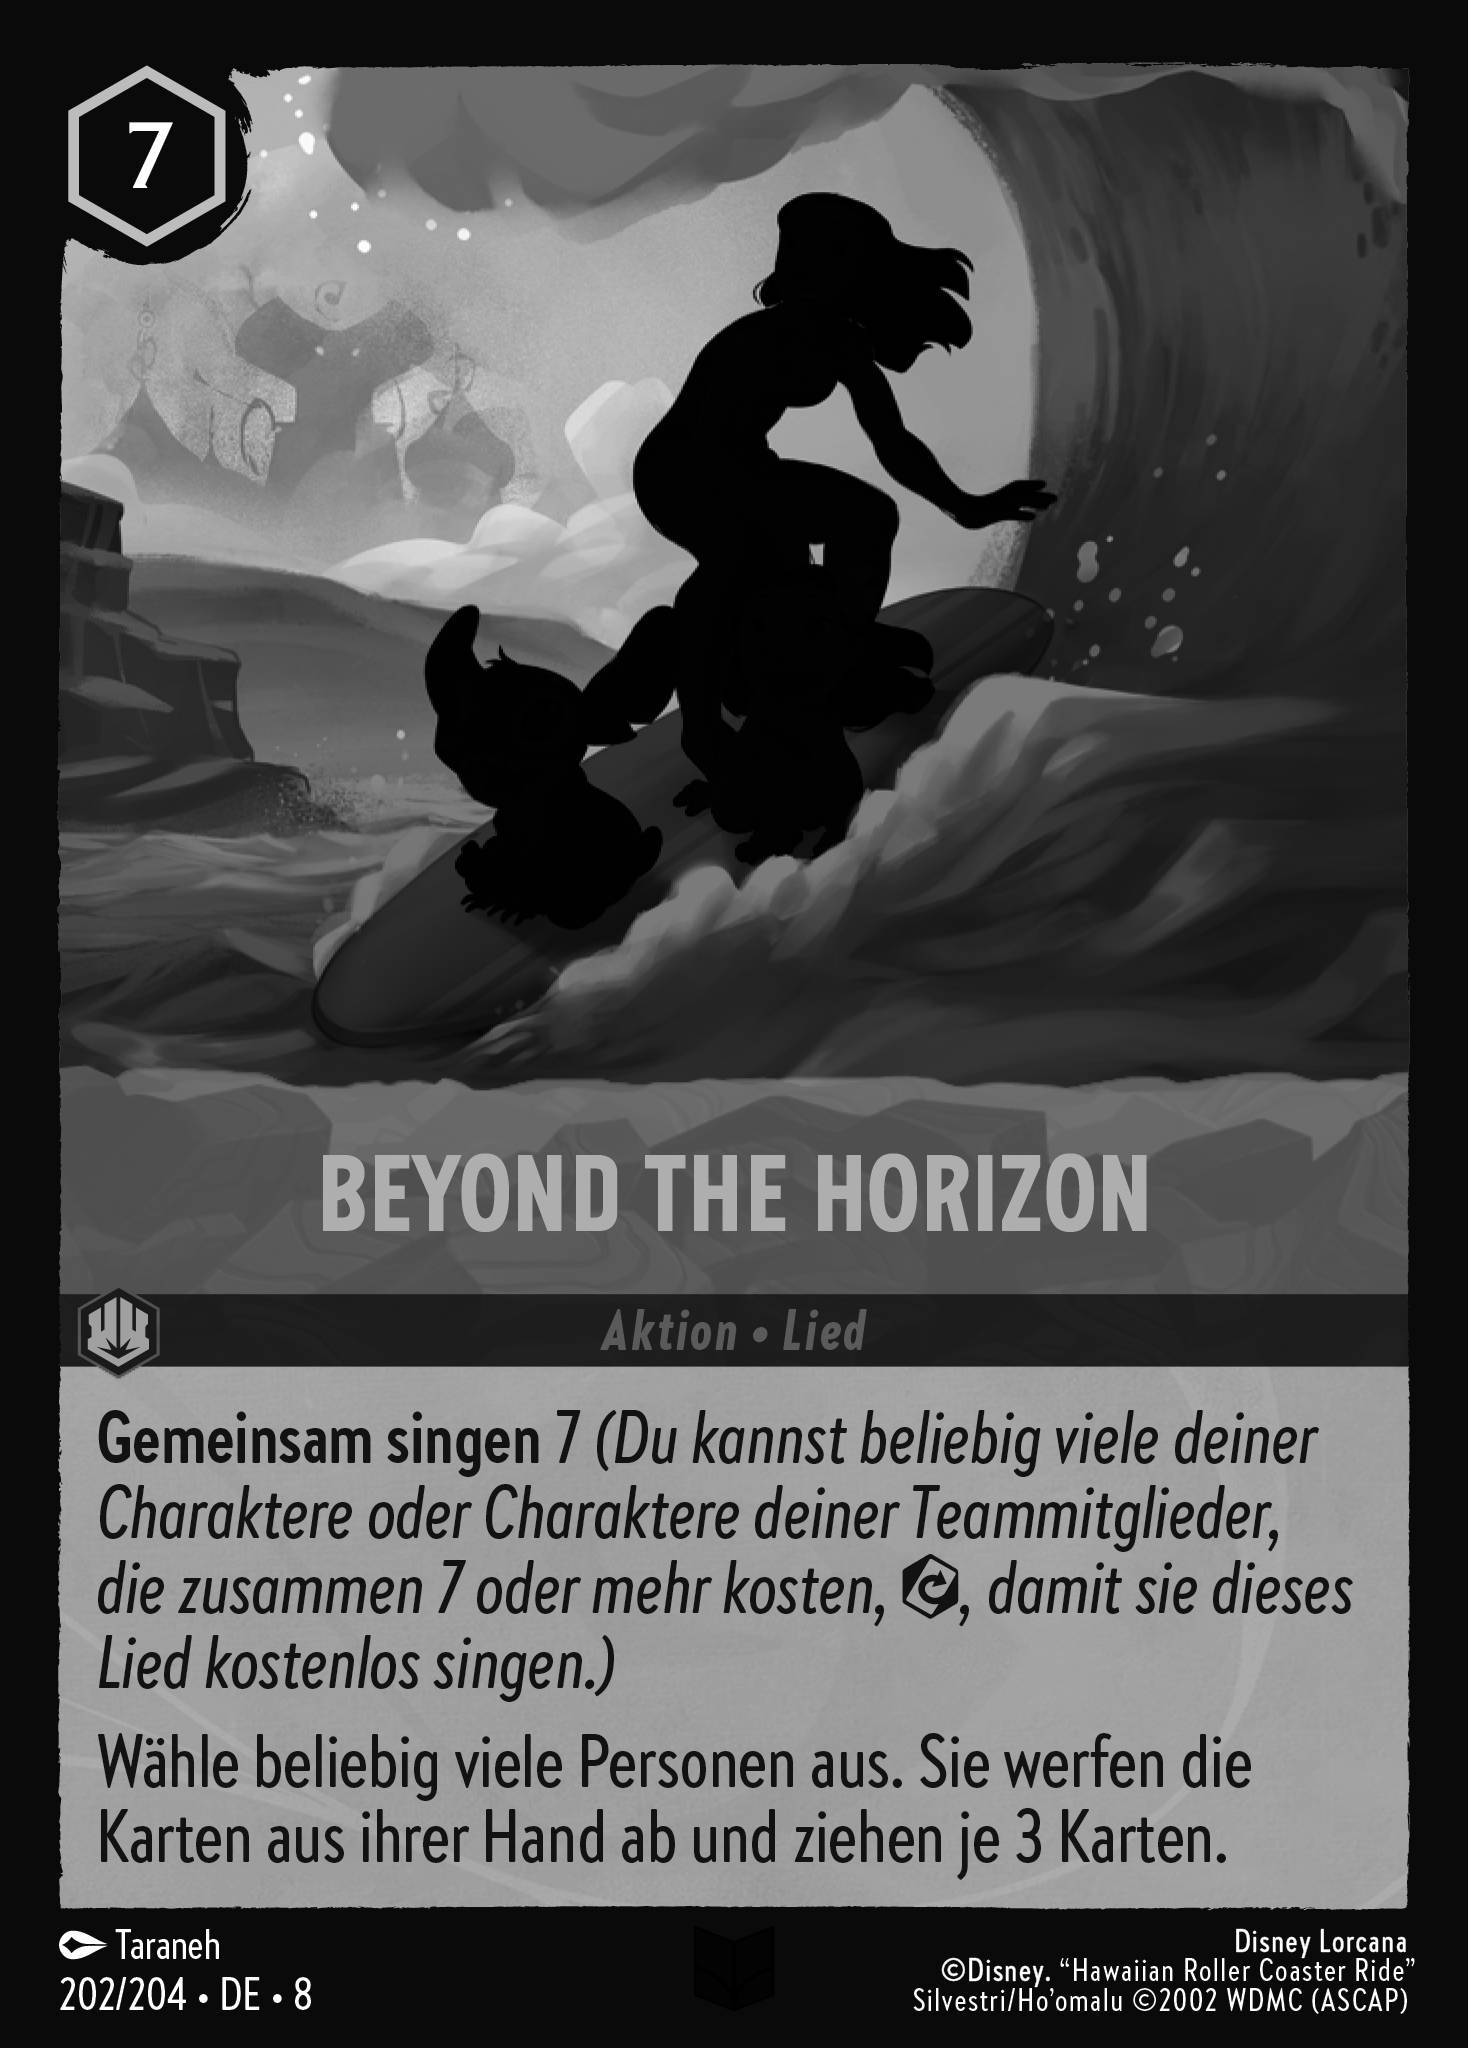 7
BEYOND THE HORIZON
Aktion • Lied
Gemeinsam singen 7 (Du kannst beliebig viele deiner
Charaktere oder Charaktere deiner Teammitglieder,
die zusammen 7 oder mehr kosten, , damit sie dieses
Lied kostenlos singen.)
Wähle beliebig viele Personen aus. Sie werfen die
Karten aus ihrer Hand ab und ziehen je 3 Karten.
Taraneh
202/204 • DE • 8
Disney Lorcana
©Disney. “Hawaiian Roller Coaster Ride”
Silvestri/Ho’omalu ©2002 WDMC (ASCAP)